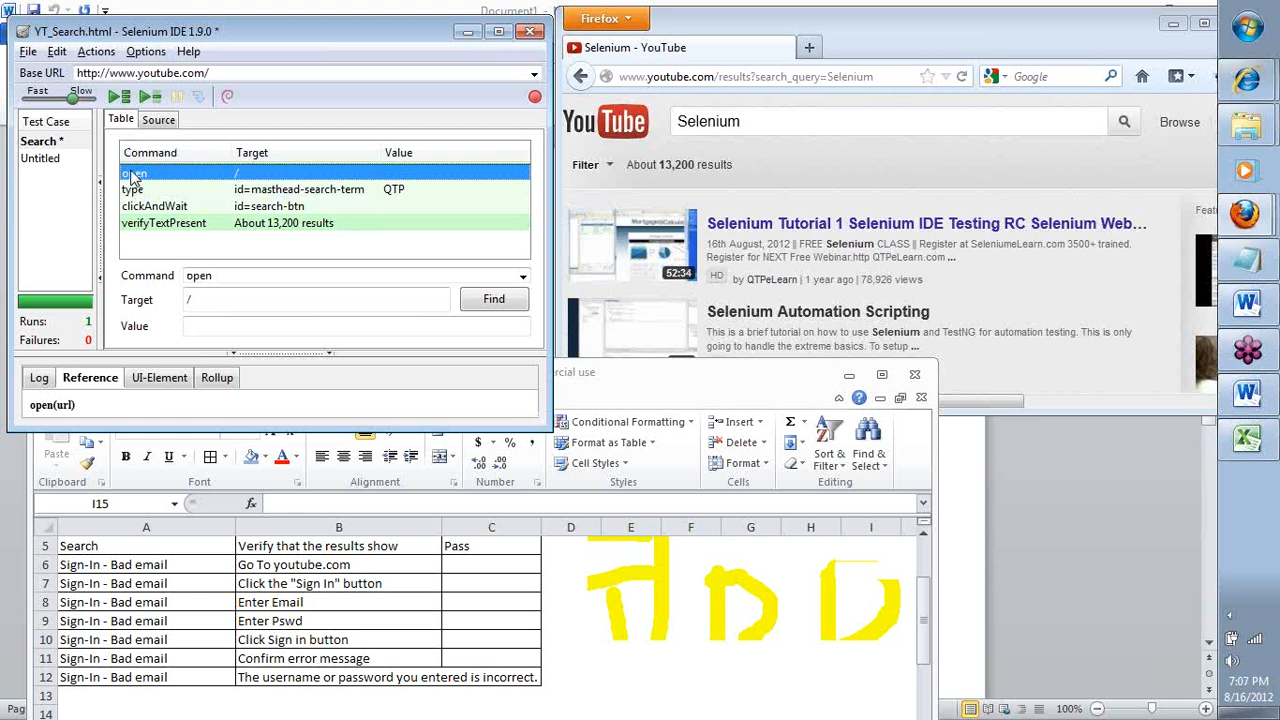 Document1
YT_Search.html - Selenium IDE 1.9.0 *
File Edit Actions Options Help
Base URL http://www.youtube.com/
Fast Slow
Test Case
Search *
Untitled
Table Source
Command Target Value
open /
type id=masthead-search-term QTP
clickAndWait id=search-btn
verifyTextPresent About 13,200 results
Command open
Target / Find
Value
Runs: 1
Failures: 0
Log Reference UI-Element Rollup
open(url)
Firefox
Selenium - YouTube
www.youtube.com/results?search_query=Selenium
Google
YouTube Selenium Browse
Filter About 13,200 results
Selenium Tutorial 1 Selenium IDE Testing RC Selenium Web...
16th August, 2012 || FREE Selenium CLASS || Register at SeleniumeLearn.com 3500+ trained.
Register for NEXT Free Webinar.http QTPeLearn.com ...
HD by QTPeLearn | 1 year ago | 78,926 views
52:34
Selenium Automation Scripting
This is a brief tutorial on how to use Selenium and TestNG for automation testing. This is only
going to handle the extreme basics. To setup ...
Featu
rcial use
Paste
B I U
A
$ % ,
Conditional Formatting
Format as Table
Cell Styles
Insert
Delete
Format
Σ
Sort & Filter
Find & Select
Clipboard Font Alignment Number Styles Cells Editing
I15 fx
A B C D E F G H I
5 Search Verify that the results show Pass
6 Sign-In - Bad email Go To youtube.com
7 Sign-In - Bad email Click the "Sign In" button
8 Sign-In - Bad email Enter Email
9 Sign-In - Bad email Enter Pswd
10 Sign-In - Bad email Click Sign in button
11 Sign-In - Bad email Confirm error message
12 Sign-In - Bad email The username or password you entered is incorrect.
13
14
Pag
100%
7:07 PM
8/16/2012